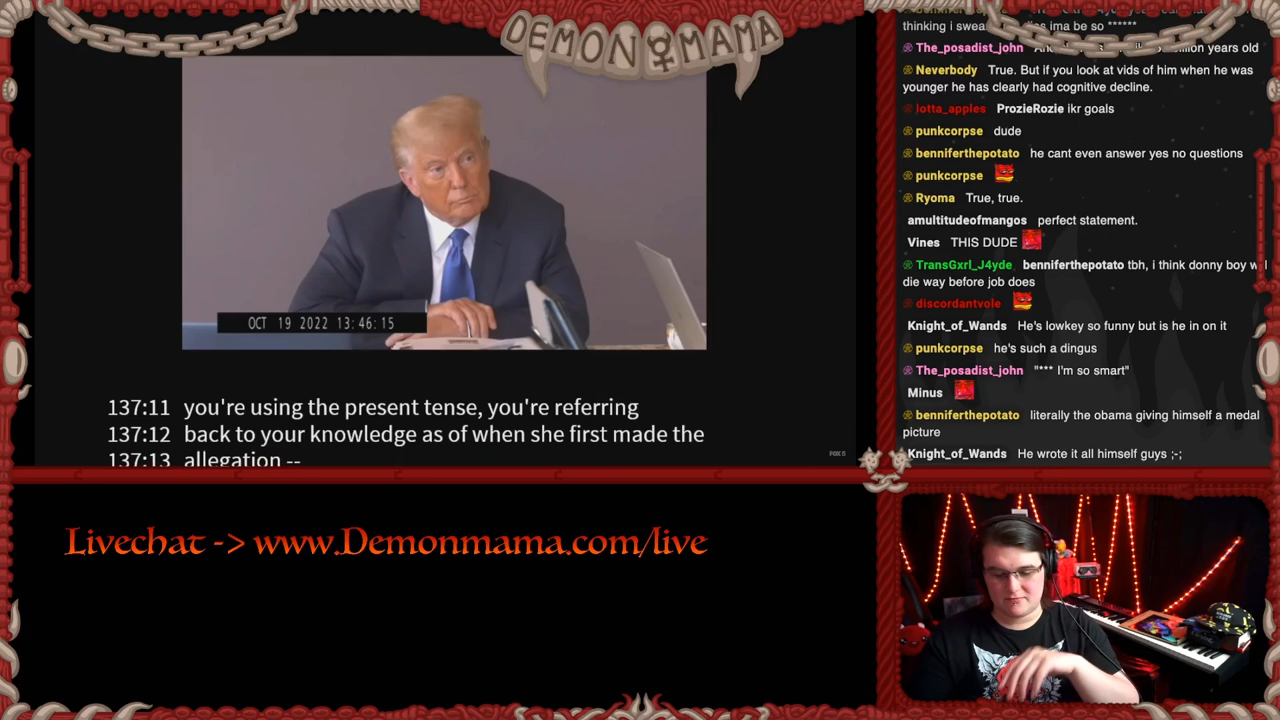 DEMON MAMA
OCT 19 2022 13:46:15
137:11 you're using the present tense, you're referring
137:12 back to your knowledge as of when she first made the
137:13 allegation --
FOX 5
Livechat -> www.Demonmama.com/live
thinking i swear
ima be so ******
The_posadist_john
years old
Neverbody True. But if you look at vids of him when he was
younger he has clearly had cognitive decline.
lotta_apples ProzieRozie ikr goals
punkcorpse dude
benniferthepotato he cant even answer yes no questions
punkcorpse
Ryoma True, true.
amultitudeofmangos perfect statement.
Vines THIS DUDE
TransGxrl_J4yde benniferthepotato tbh, i think donny boy
die way before job does
discordantvole
Knight_of_Wands He's lowkey so funny but is he in on it
punkcorpse he's such a dingus
The_posadist_john "*** I'm so smart"
Minus
benniferthepotato literally the obama giving himself a medal
picture
Knight_of_Wands He wrote it all himself guys ;-;